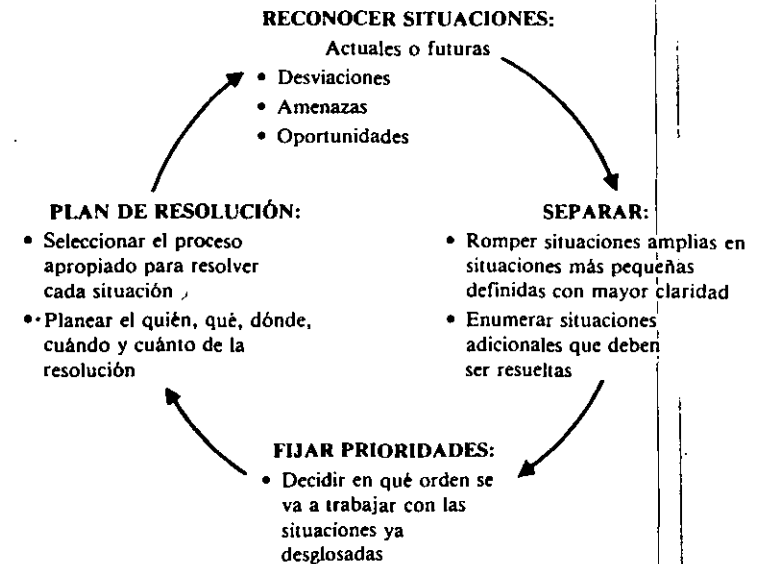 RECONOCER SITUACIONES:
Actuales o futuras
• Desviaciones
• Amenazas
• Oportunidades
SEPARAR:
• Romper situaciones amplias en
situaciones más pequeñas
definidas con mayor claridad
• Enumerar situaciones
adicionales que deben
ser resueltas
FIJAR PRIORIDADES:
• Decidir en qué orden se
va a trabajar con las
situaciones ya
desglosadas
PLAN DE RESOLUCIÓN:
• Seleccionar el proceso
apropiado para resolver
cada situación
• Planear el quién, qué, dónde,
cuándo y cuánto de la
resolución